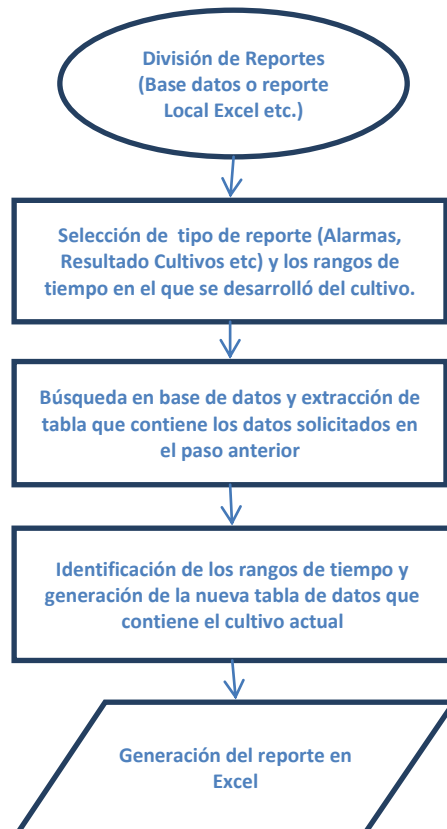 División de Reportes
(Base datos o reporte
Local Excel etc.)
Selección de tipo de reporte (Alarmas,
Resultado Cultivos etc) y los rangos de
tiempo en el que se desarrolló del cultivo.
Búsqueda en base de datos y extracción de
tabla que contiene los datos solicitados en
el paso anterior
Identificación de los rangos de tiempo y
generación de la nueva tabla de datos que
contiene el cultivo actual
Generación del reporte en
Excel